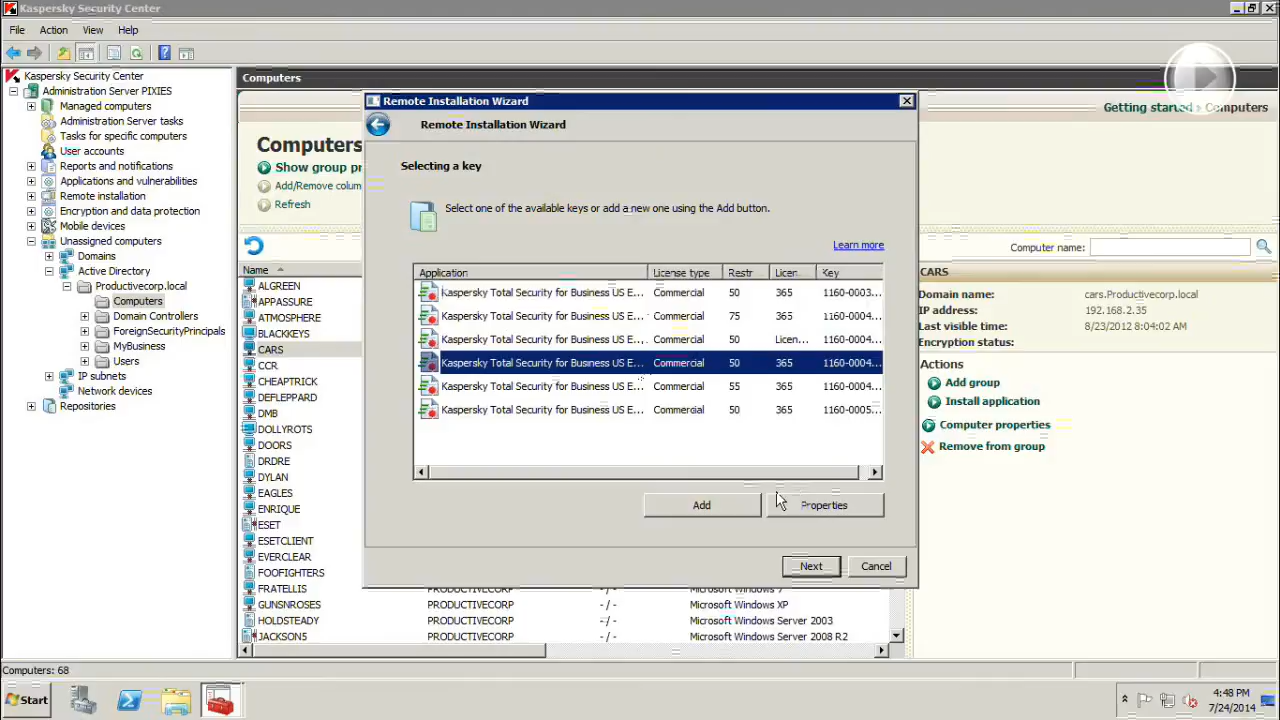 Kaspersky Security Center
File Action View Help
Kaspersky Security Center
Administration Server PIXIES
Managed computers
Administration Server tasks
Tasks for specific computers
User accounts
Reports and notifications
Applications and vulnerabilities
Remote installation
Encryption and data protection
Mobile devices
Unassigned computers
Domains
Active Directory
Productivecorp.local
Computers
Domain Controllers
ForeignSecurityPrincipals
MyBusiness
Users
IP subnets
Network devices
Repositories
Computers
Getting started › Computers
Computers
Show group pr
Add/Remove colum
Refresh
Computer name:
Name
ALGREEN
APPASSURE
ATMOSPHERE
BLACKKEYS
CARS
CCR
CHEAPTRICK
DEFLEPPARD
DMB
DOLLYROTS
DOORS
DRDRE
DYLAN
EAGLES
ENRIQUE
ESET
ESETCLIENT
EVERCLEAR
FOOFIGHTERS
FRATELLIS
GUNSNROSES PRODUCTIVECORP - / - Microsoft Windows XP
HOLDSTEADY PRODUCTIVECORP - / - Microsoft Windows Server 2003
JACKSON5 PRODUCTIVECORP - / - Microsoft Windows Server 2008 R2
Remote Installation Wizard
Remote Installation Wizard
Selecting a key
Select one of the available keys or add a new one using the Add button.
Learn more
Application License type Restr Licen... Key
Kaspersky Total Security for Business US E... Commercial 50 365 1160-0003...
Kaspersky Total Security for Business US E... Commercial 75 365 1160-0004...
Kaspersky Total Security for Business US E... Commercial 50 Licen... 1160-0004...
Kaspersky Total Security for Business US E... Commercial 50 365 1160-0004...
Kaspersky Total Security for Business US E... Commercial 55 365 1160-0004...
Kaspersky Total Security for Business US E... Commercial 50 365 1160-0005...
Add Properties
Next Cancel
CARS
Domain name: cars.Productivecorp.local
IP address: 192.168.2.35
Last visible time: 8/23/2012 8:04:02 AM
Encryption status:
Actions
Add group
Install application
Computer properties
Remove from group
Computers: 68
Start
4:48 PM
7/24/2014